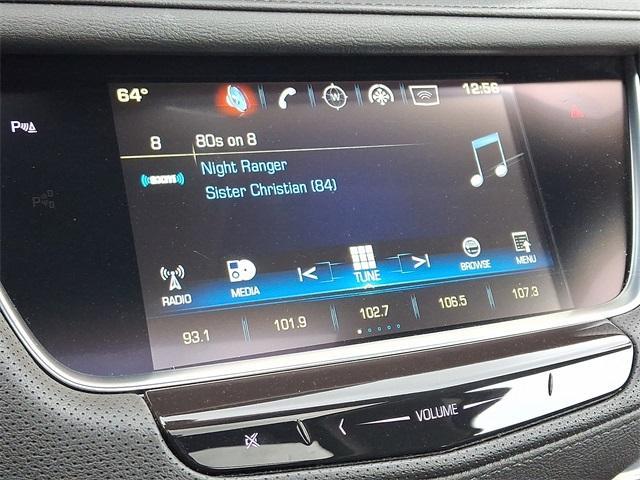 64° W 12:56
8 80s on 8
((SXM))
Night Ranger
Sister Christian (84)
RADIO MEDIA TUNE BROWSE MENU
93.1 101.9 102.7 106.5 107.3
VOLUME
P